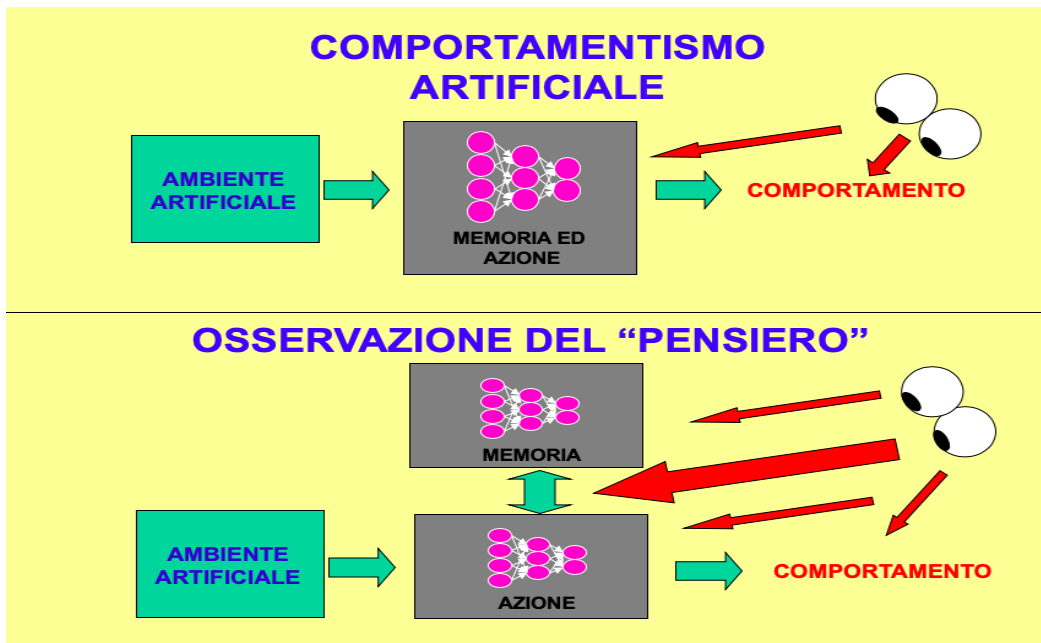 COMPORTAMENTISMO
ARTIFICIALE
AMBIENTE
ARTIFICIALE
MEMORIA ED
AZIONE
COMPORTAMENTO
OSSERVAZIONE DEL “PENSIERO”
MEMORIA
AMBIENTE
ARTIFICIALE
AZIONE
COMPORTAMENTO